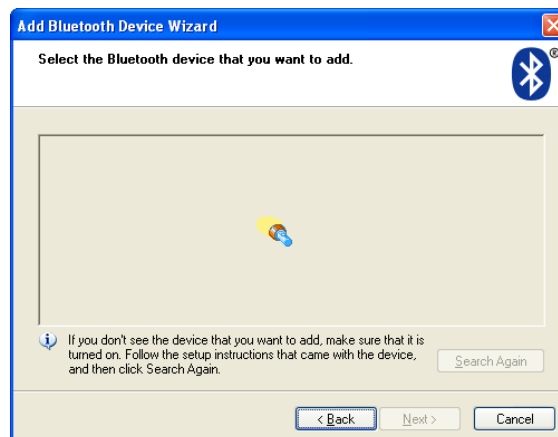 Add Bluetooth Device Wizard
Select the Bluetooth device that you want to add.
®
If you don't see the device that you want to add, make sure that it is
turned on. Follow the setup instructions that came with the device,
and then click Search Again.
Search Again
< Back
Next >
Cancel